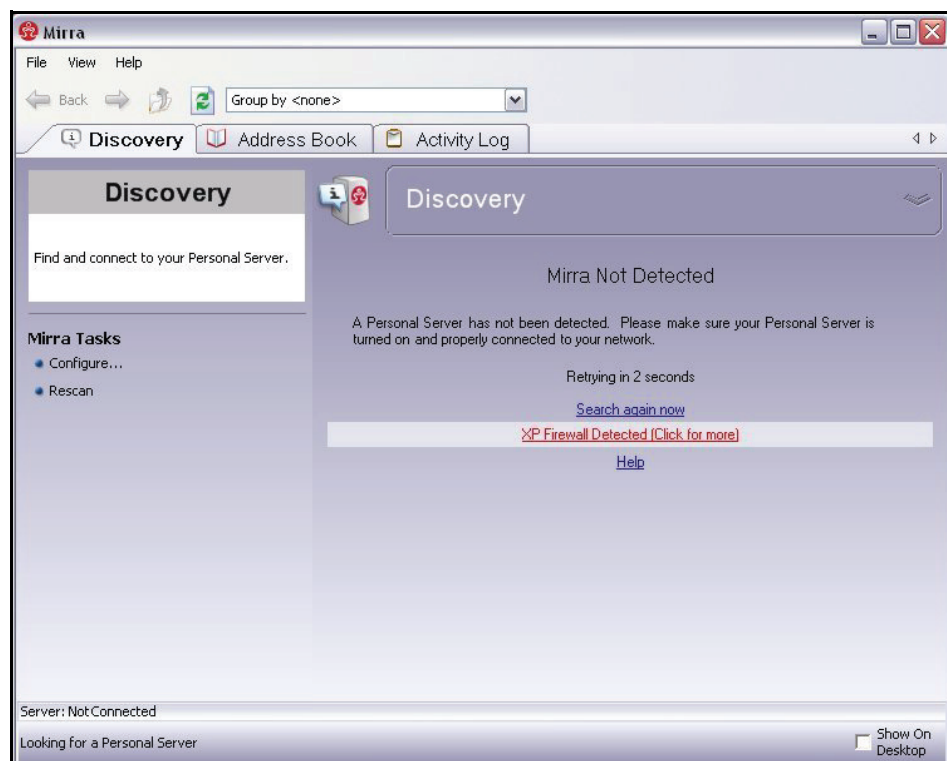 Mirra
File View Help
Back
Group by <none>
Discovery
Address Book
Activity Log
Discovery
Find and connect to your Personal Server.
Mirra Tasks
Configure...
Rescan
Discovery
Mirra Not Detected
A Personal Server has not been detected. Please make sure your Personal Server is
turned on and properly connected to your network.
Retrying in 2 seconds
Search again now
XP Firewall Detected (Click for more)
Help
Server: Not Connected
Looking for a Personal Server
Show On
Desktop